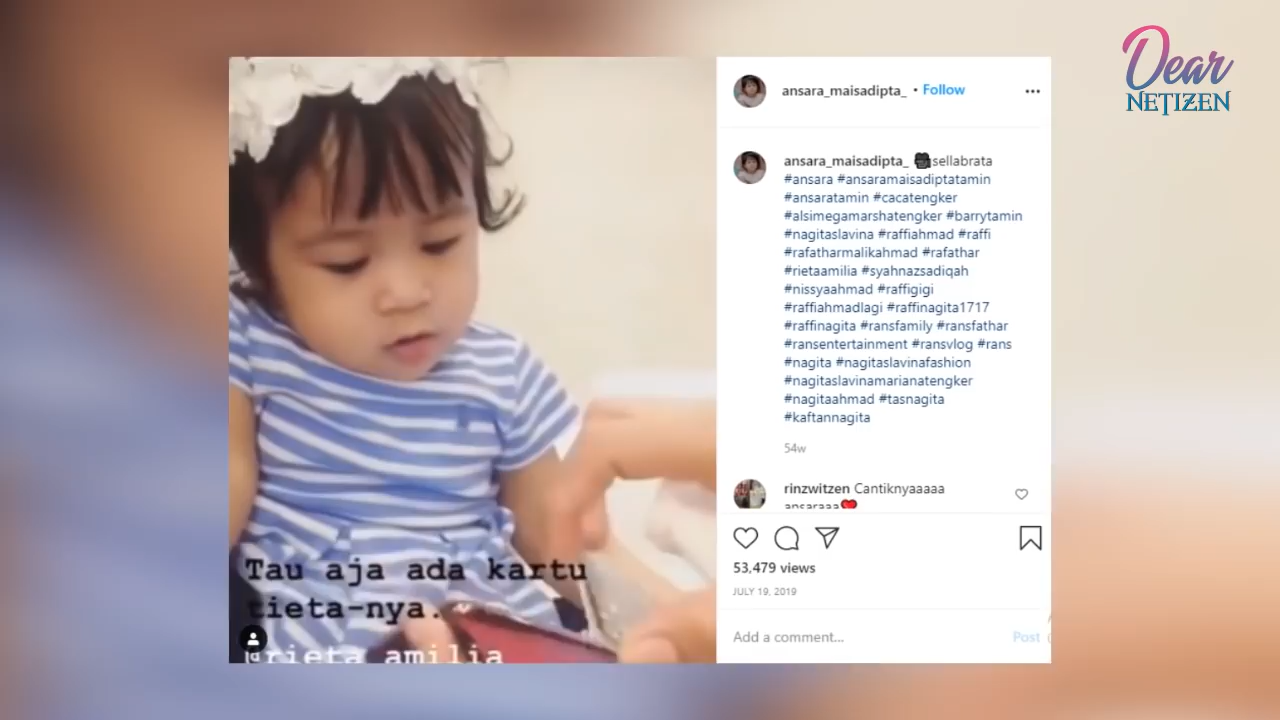 Dear
NETIZEN
ansara_maisadipta_ • Follow
ansara_maisadipta_ sellabrata
#ansara #ansaramaisadiptatamin
#ansaratamin #cacatengker
#alsimegamarshatengker #barrytamin
#nagitaslavina #raffiahmad #raffi
#rafatharmalikahmad #rafathar
#rietaamilia #syahnazsadiqah
#nissyaahmad #raffigigi
#raffiahmadlagi #raffinagita1717
#raffinagita #ransfamily #ransfathar
#ransentertainment #ransvlog #rans
#nagita #nagitaslavinafashion
#nagitaslavinamarianatengker
#nagitaahmad #tasnagita
#kaftannagita
54w
rinzwitzen Cantiknyaaaaa
ansaraaa❤
53,479 views
JULY 19, 2019
Add a comment...
Post
Tau aja ada kartu
tieta-nya.
@rieta_amilia